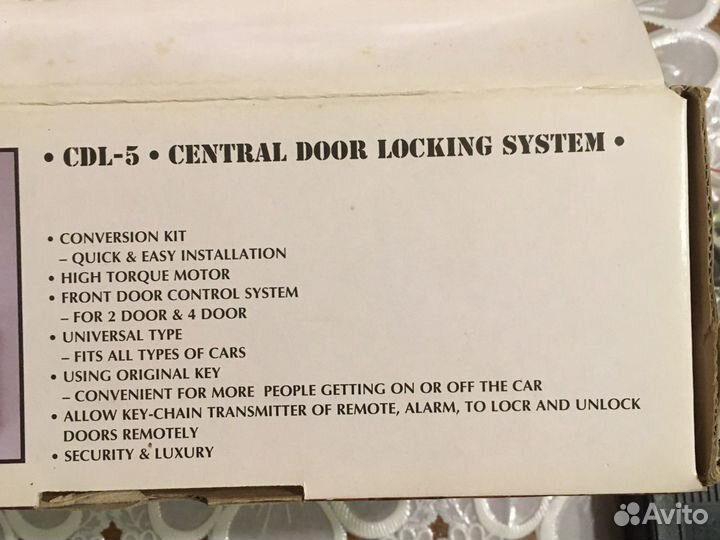 • CDL-5 • CENTRAL DOOR LOCKING SYSTEM •
• CONVERSION KIT
– QUICK & EASY INSTALLATION
• HIGH TORQUE MOTOR
• FRONT DOOR CONTROL SYSTEM
– FOR 2 DOOR & 4 DOOR
• UNIVERSAL TYPE
– FITS ALL TYPES OF CARS
• USING ORIGINAL KEY
– CONVENIENT FOR MORE PEOPLE GETTING ON OR OFF THE CAR
• ALLOW KEY-CHAIN TRANSMITTER OF REMOTE, ALARM, TO LOCR AND UNLOCK
DOORS REMOTELY
• SECURITY & LUXURY
Avito